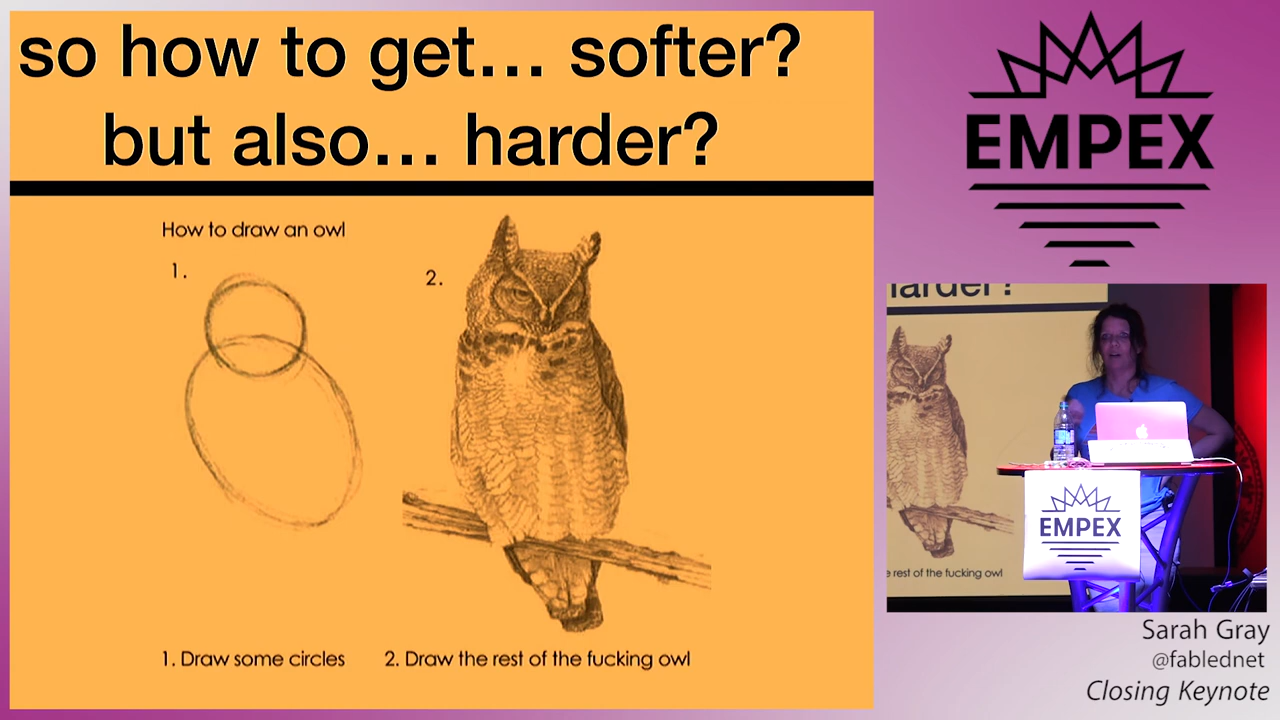 so how to get... softer?
but also... harder?
How to draw an owl
1.
2.
1. Draw some circles
2. Draw the rest of the fucking owl
EMPEX
harder?
e rest of the fucking owl
EMPEX
Sarah Gray
@fablednet
Closing Keynote